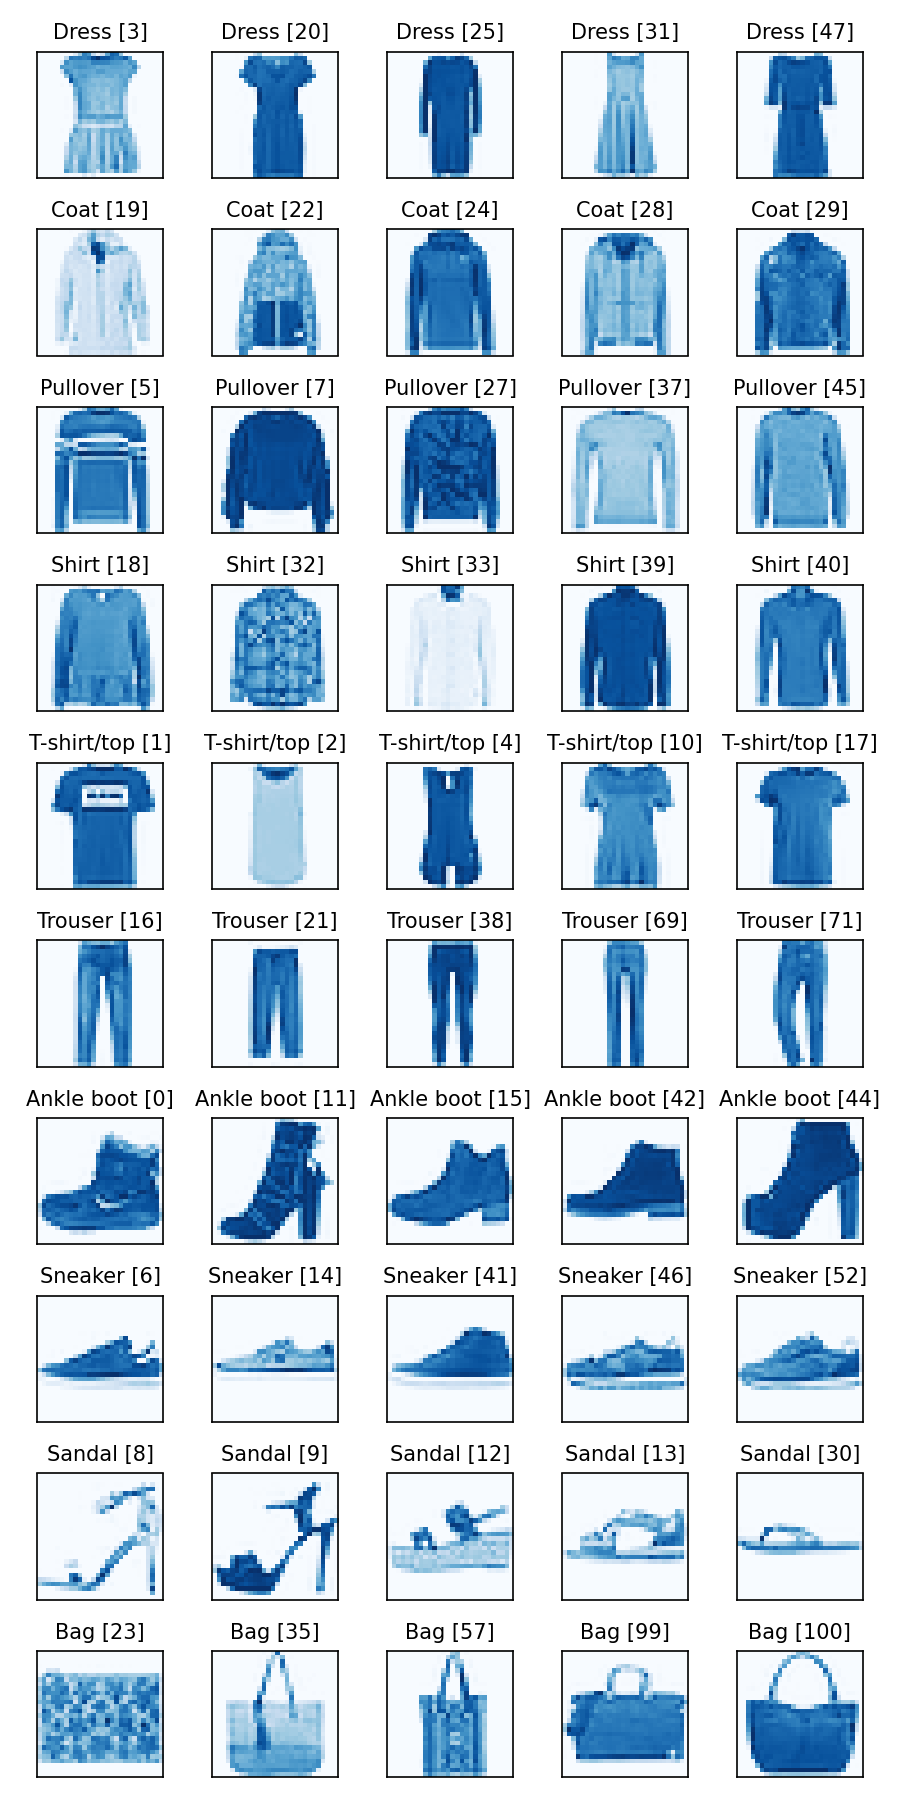 Dress [3] Dress [20] Dress [25] Dress [31] Dress [47]
Coat [19] Coat [22] Coat [24] Coat [28] Coat [29]
Pullover [5] Pullover [7] Pullover [27] Pullover [37] Pullover [45]
Shirt [18] Shirt [32] Shirt [33] Shirt [39] Shirt [40]
T-shirt/top [1] T-shirt/top [2] T-shirt/top [4] T-shirt/top [10] T-shirt/top [17]
Trouser [16] Trouser [21] Trouser [38] Trouser [69] Trouser [71]
Ankle boot [0] Ankle boot [11] Ankle boot [15] Ankle boot [42] Ankle boot [44]
Sneaker [6] Sneaker [14] Sneaker [41] Sneaker [46] Sneaker [52]
Sandal [8] Sandal [9] Sandal [12] Sandal [13] Sandal [30]
Bag [23] Bag [35] Bag [57] Bag [99] Bag [100]